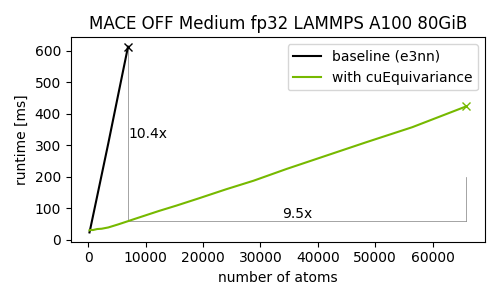 MACE OFF Medium fp32 LAMMPS A100 80GiB
baseline (e3nn)
with cuEquivariance
runtime [ms]
600
500
400
300
200
100
0
10.4x
9.5x
0 10000 20000 30000 40000 50000 60000
number of atoms